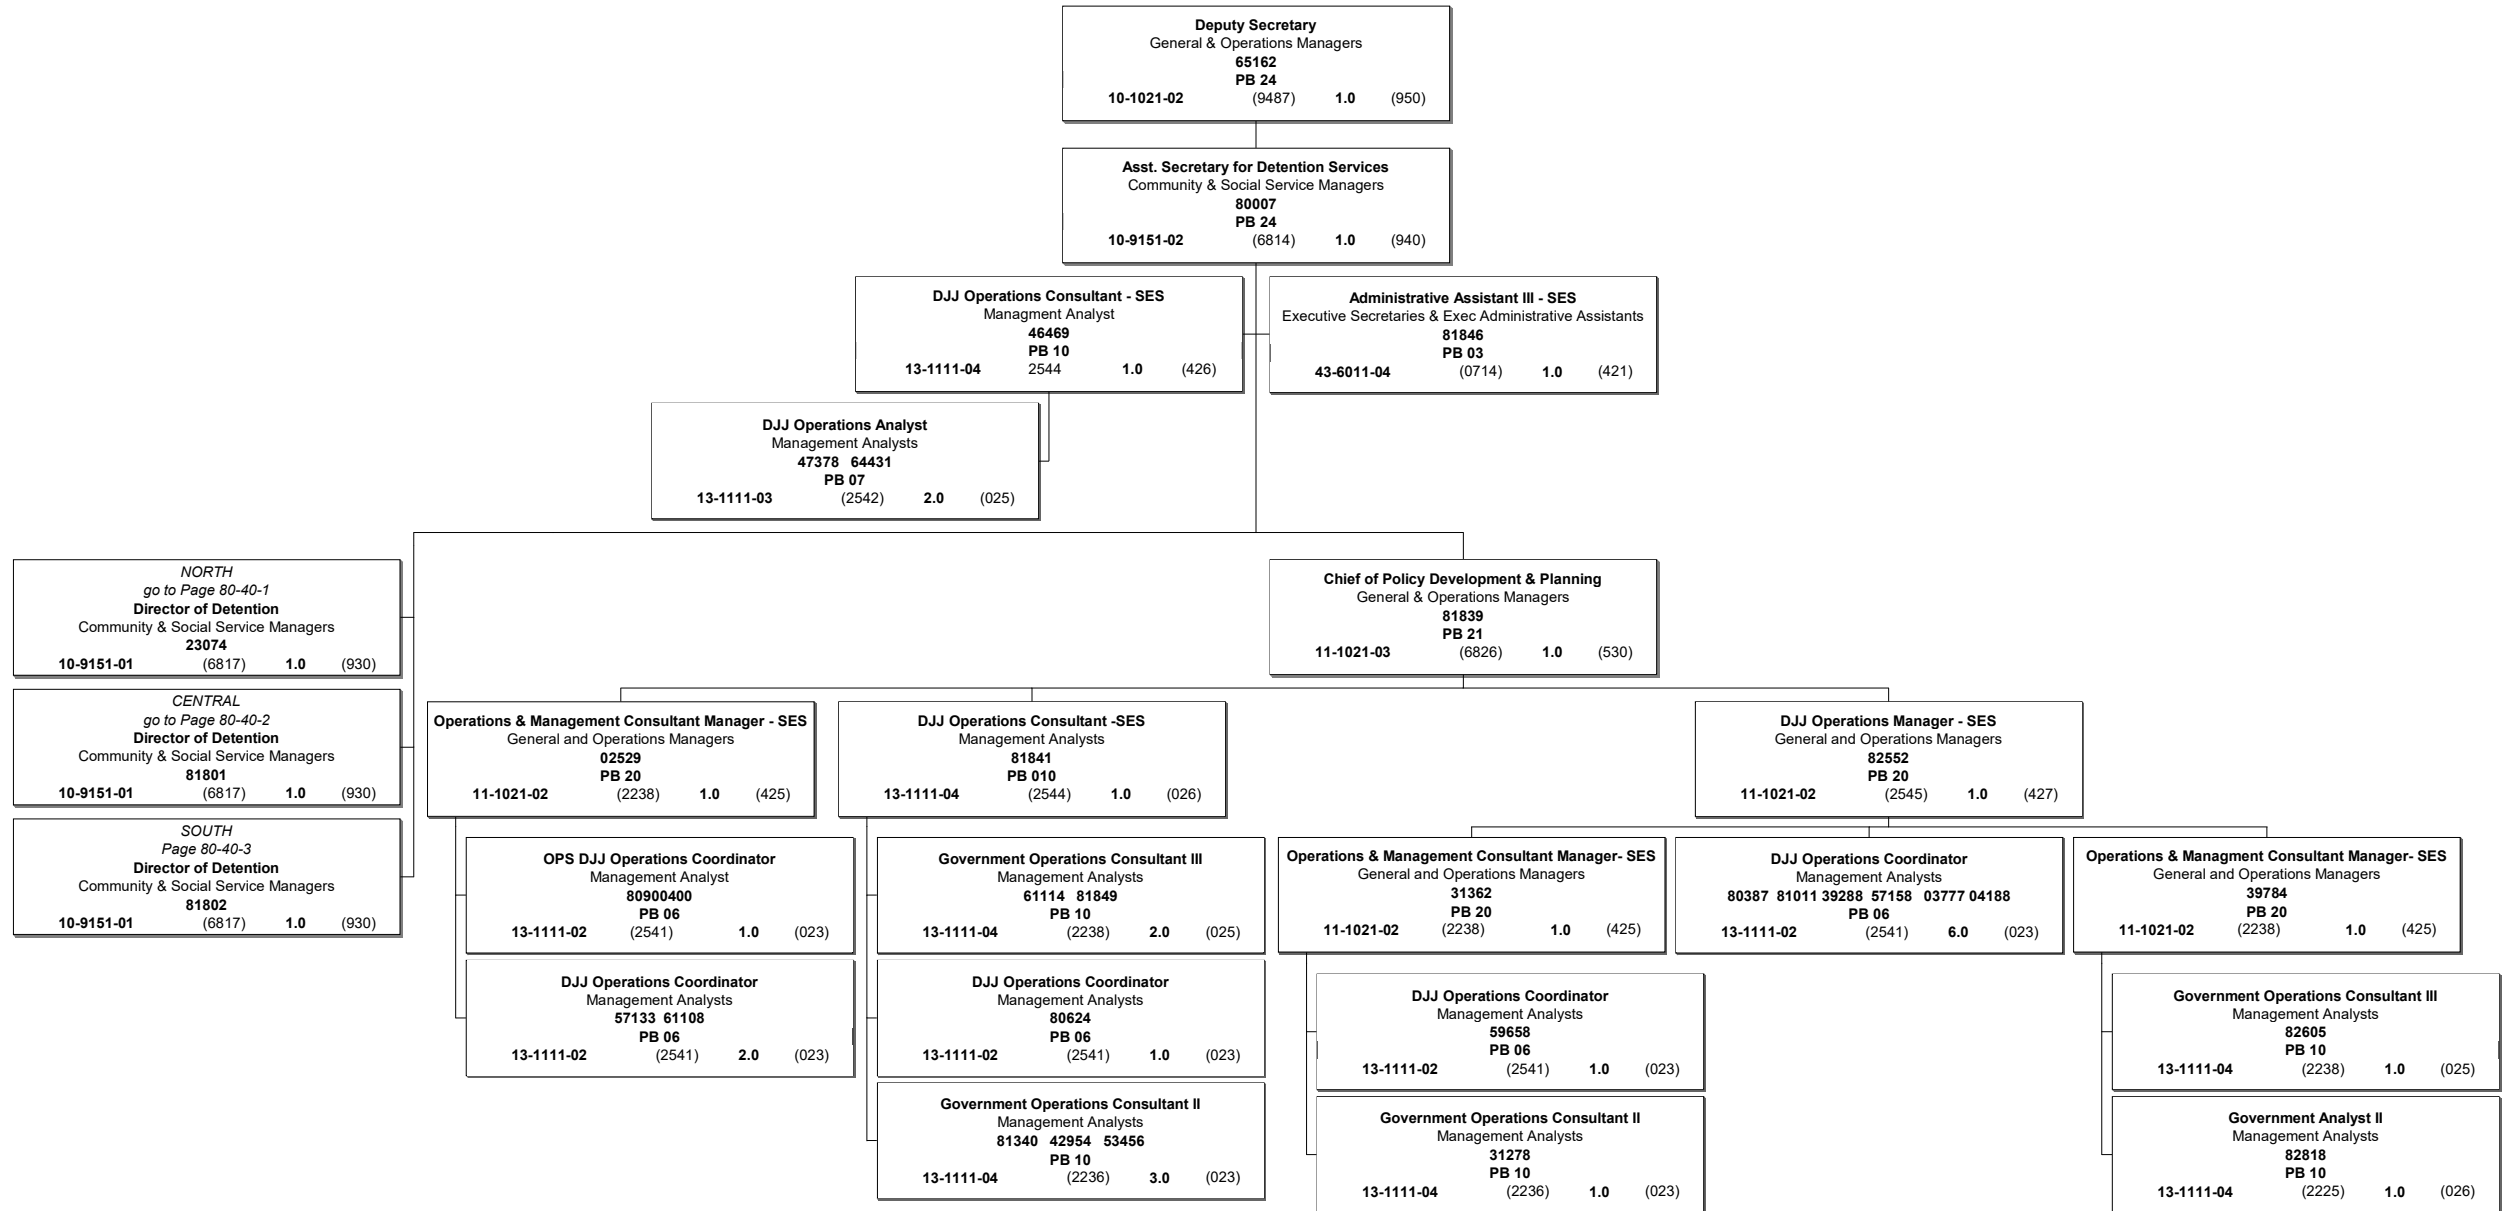 Deputy Secretary
General & Operations Managers
65162
PB 24
10-1021-02 (9487) 1.0 (950)
Asst. Secretary for Detention Services
Community & Social Service Managers
80007
PB 24
10-9151-02 (6814) 1.0 (940)
DJJ Operations Consultant - SES
Managment Analyst
46469
PB 10
13-1111-04 2544 1.0 (426)
Administrative Assistant III - SES
Executive Secretaries & Exec Administrative Assistants
81846
PB 03
43-6011-04 (0714) 1.0 (421)
DJJ Operations Analyst
Management Analysts
47378 64431
PB 07
13-1111-03 (2542) 2.0 (025)
NORTH
go to Page 80-40-1
Director of Detention
Community & Social Service Managers
23074
10-9151-01 (6817) 1.0 (930)
CENTRAL
go to Page 80-40-2
Director of Detention
Community & Social Service Managers
81801
10-9151-01 (6817) 1.0 (930)
SOUTH
Page 80-40-3
Director of Detention
Community & Social Service Managers
81802
10-9151-01 (6817) 1.0 (930)
Chief of Policy Development & Planning
General & Operations Managers
81839
PB 21
11-1021-03 (6826) 1.0 (530)
Operations & Management Consultant Manager - SES
General and Operations Managers
02529
PB 20
11-1021-02 (2238) 1.0 (425)
OPS DJJ Operations Coordinator
Management Analyst
80900400
PB 06
13-1111-02 (2541) 1.0 (023)
DJJ Operations Coordinator
Management Analysts
57133 61108
PB 06
13-1111-02 (2541) 2.0 (023)
DJJ Operations Consultant -SES
Management Analysts
81841
PB 010
13-1111-04 (2544) 1.0 (026)
Government Operations Consultant III
Management Analysts
61114 81849
PB 10
13-1111-04 (2238) 2.0 (025)
DJJ Operations Coordinator
Management Analysts
80624
PB 06
13-1111-02 (2541) 1.0 (023)
Government Operations Consultant II
Management Analysts
81340 42954 53456
PB 10
13-1111-04 (2236) 3.0 (023)
DJJ Operations Manager - SES
General and Operations Managers
82552
PB 20
11-1021-02 (2545) 1.0 (427)
Operations & Management Consultant Manager- SES
General and Operations Managers
31362
PB 20
11-1021-02 (2238) 1.0 (425)
DJJ Operations Coordinator
Management Analysts
59658
PB 06
13-1111-02 (2541) 1.0 (023)
Government Operations Consultant II
Management Analysts
31278
PB 10
13-1111-04 (2236) 1.0 (023)
DJJ Operations Coordinator
Management Analysts
80387 81011 39288 57158 03777 04188
PB 06
13-1111-02 (2541) 6.0 (023)
Operations & Managment Consultant Manager- SES
General and Operations Managers
39784
PB 20
11-1021-02 (2238) 1.0 (425)
Government Operations Consultant III
Management Analysts
82605
PB 10
13-1111-04 (2238) 1.0 (025)
Government Analyst II
Management Analysts
82818
PB 10
13-1111-04 (2225) 1.0 (026)